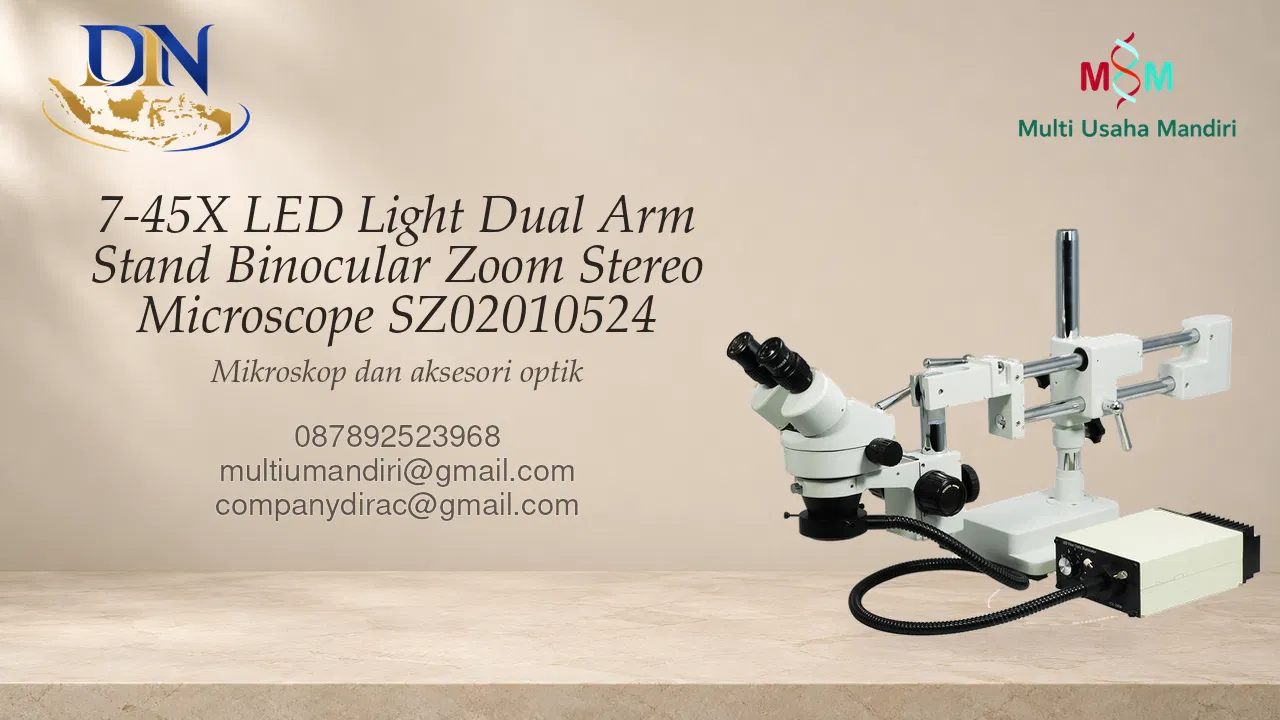 DIN
M M
Multi Usaha Mandiri
7-45X LED Light Dual Arm
Stand Binocular Zoom Stereo
Microscope SZ02010524
Mikroskop dan aksesori optik
087892523968
multiumandiri@gmail.com
companydirac@gmail.com